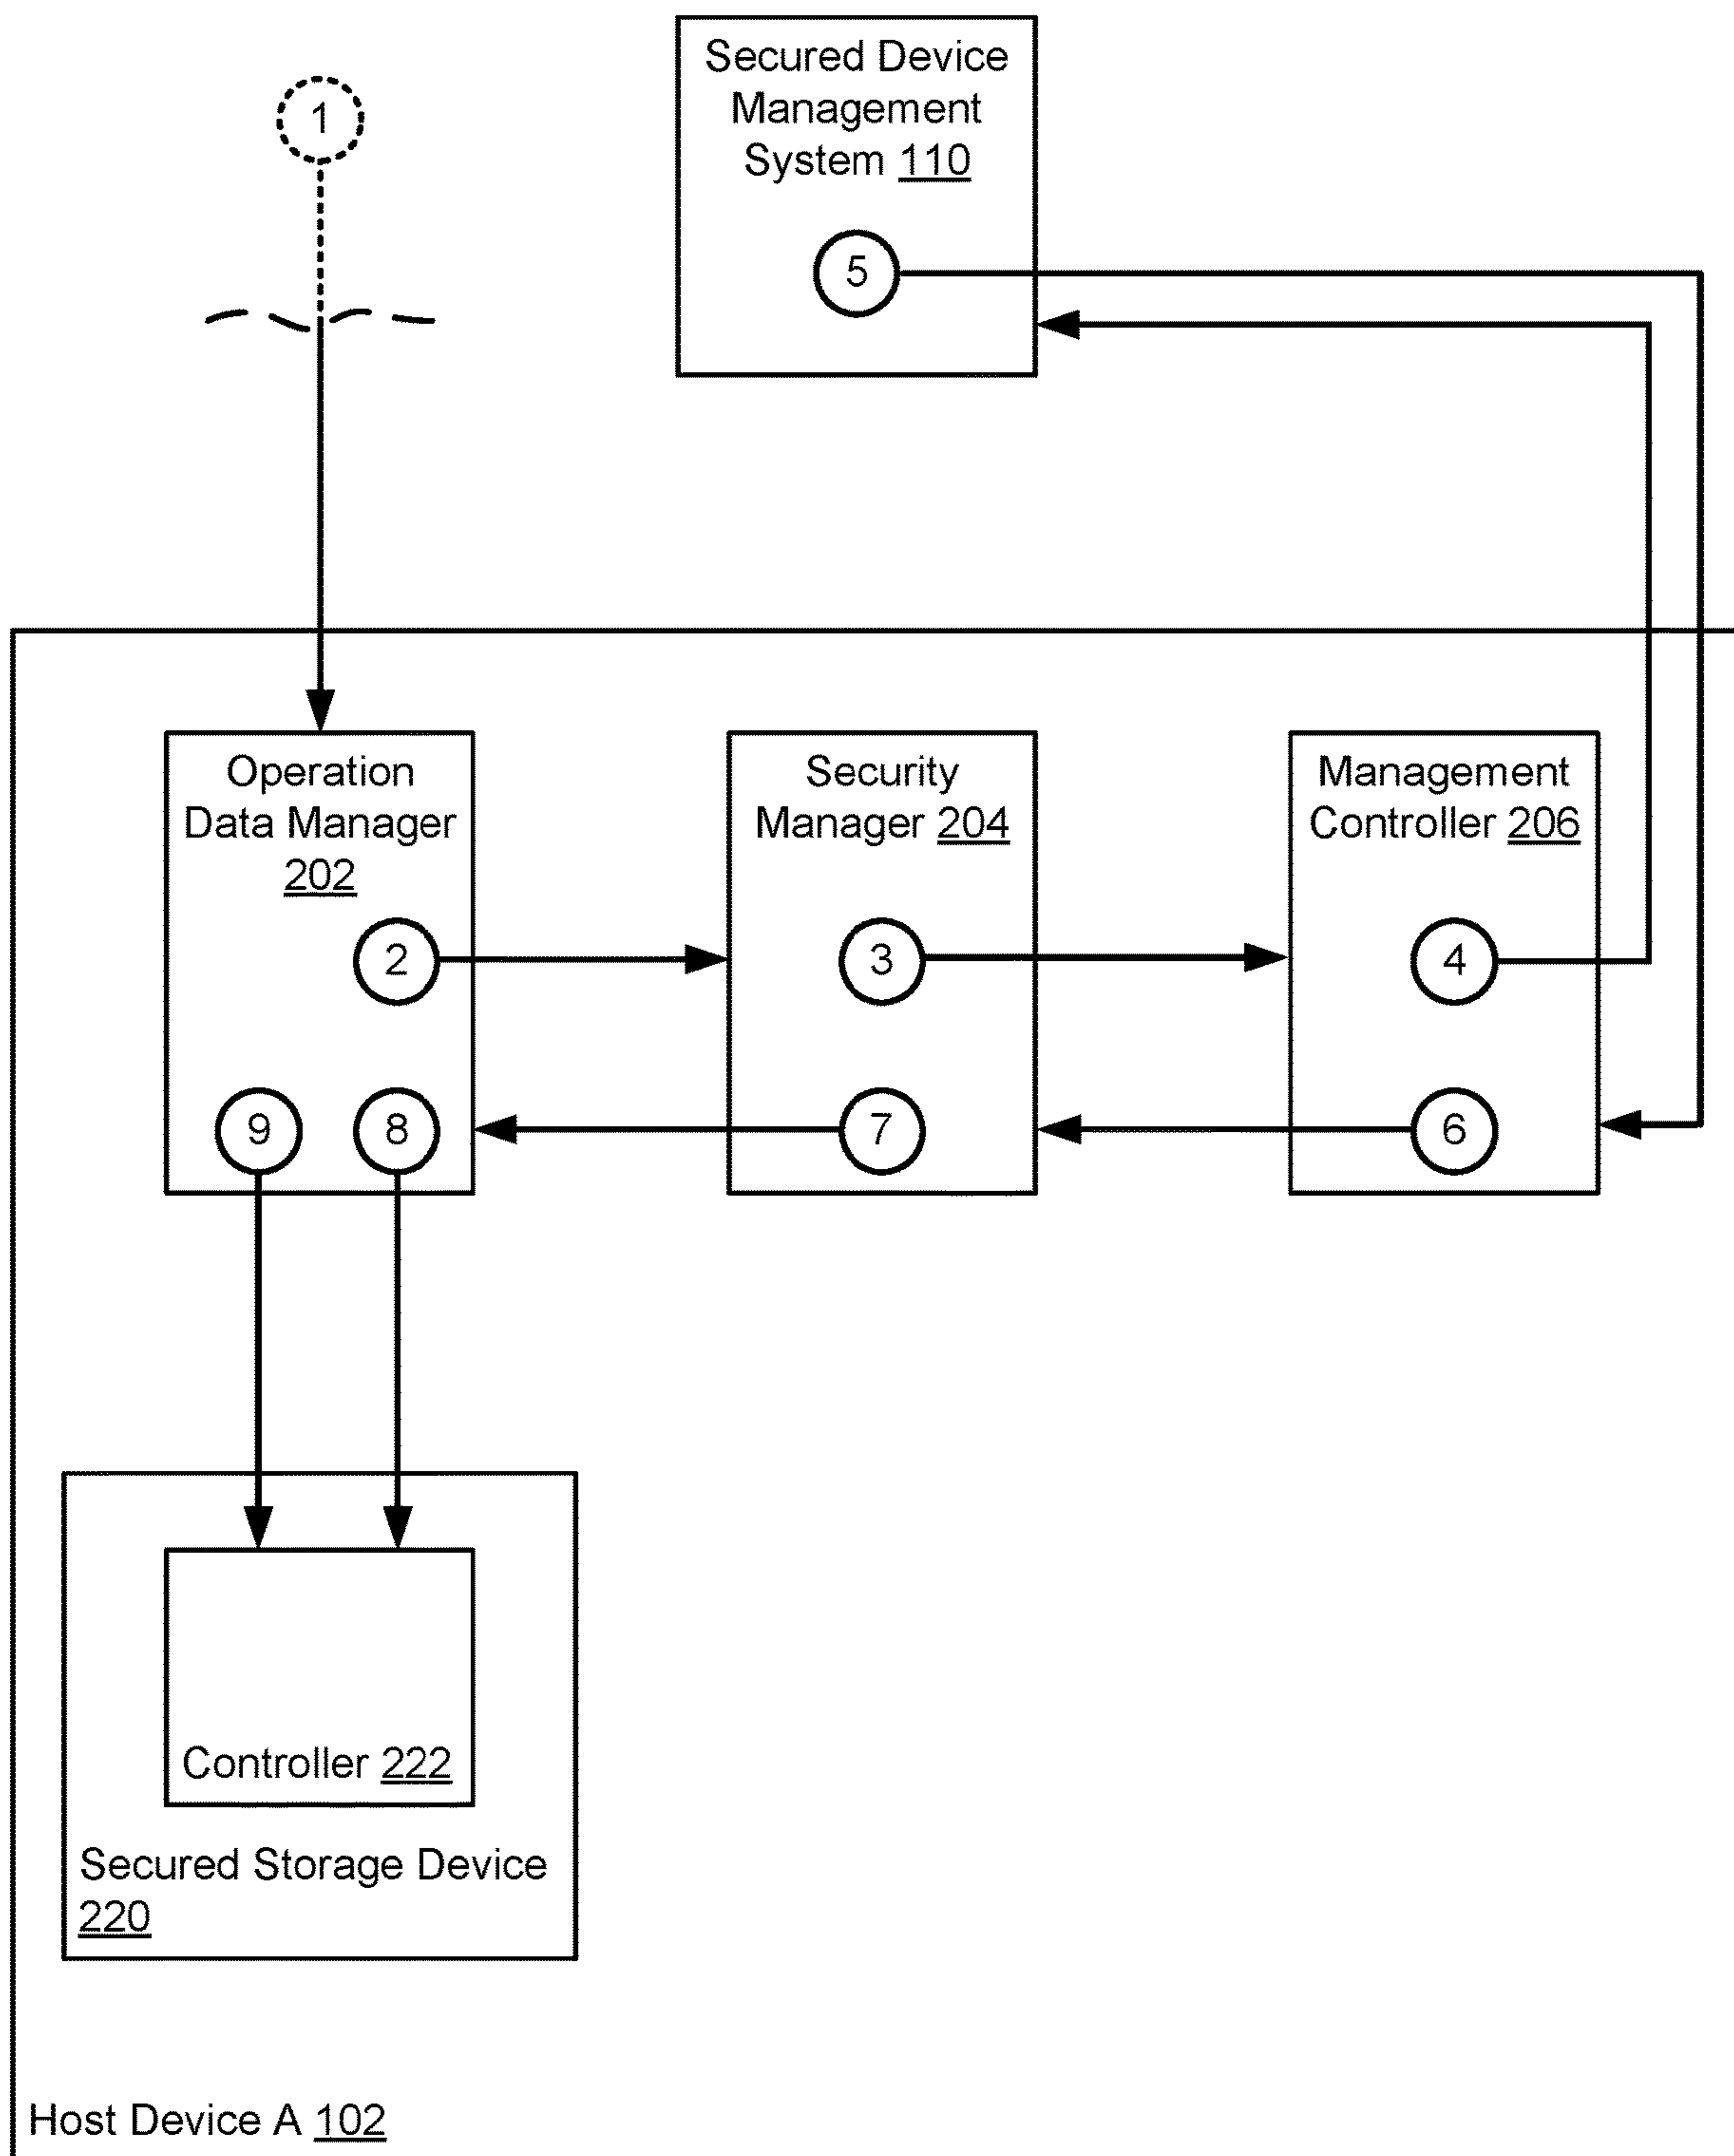 Secured Device
Management
System 110
1
5
Operation
Data Manager
202
Security
Manager 204
Management
Controller 206
2
3
4
9
8
7
6
Controller 222
Secured Storage Device
220
Host Device A 102